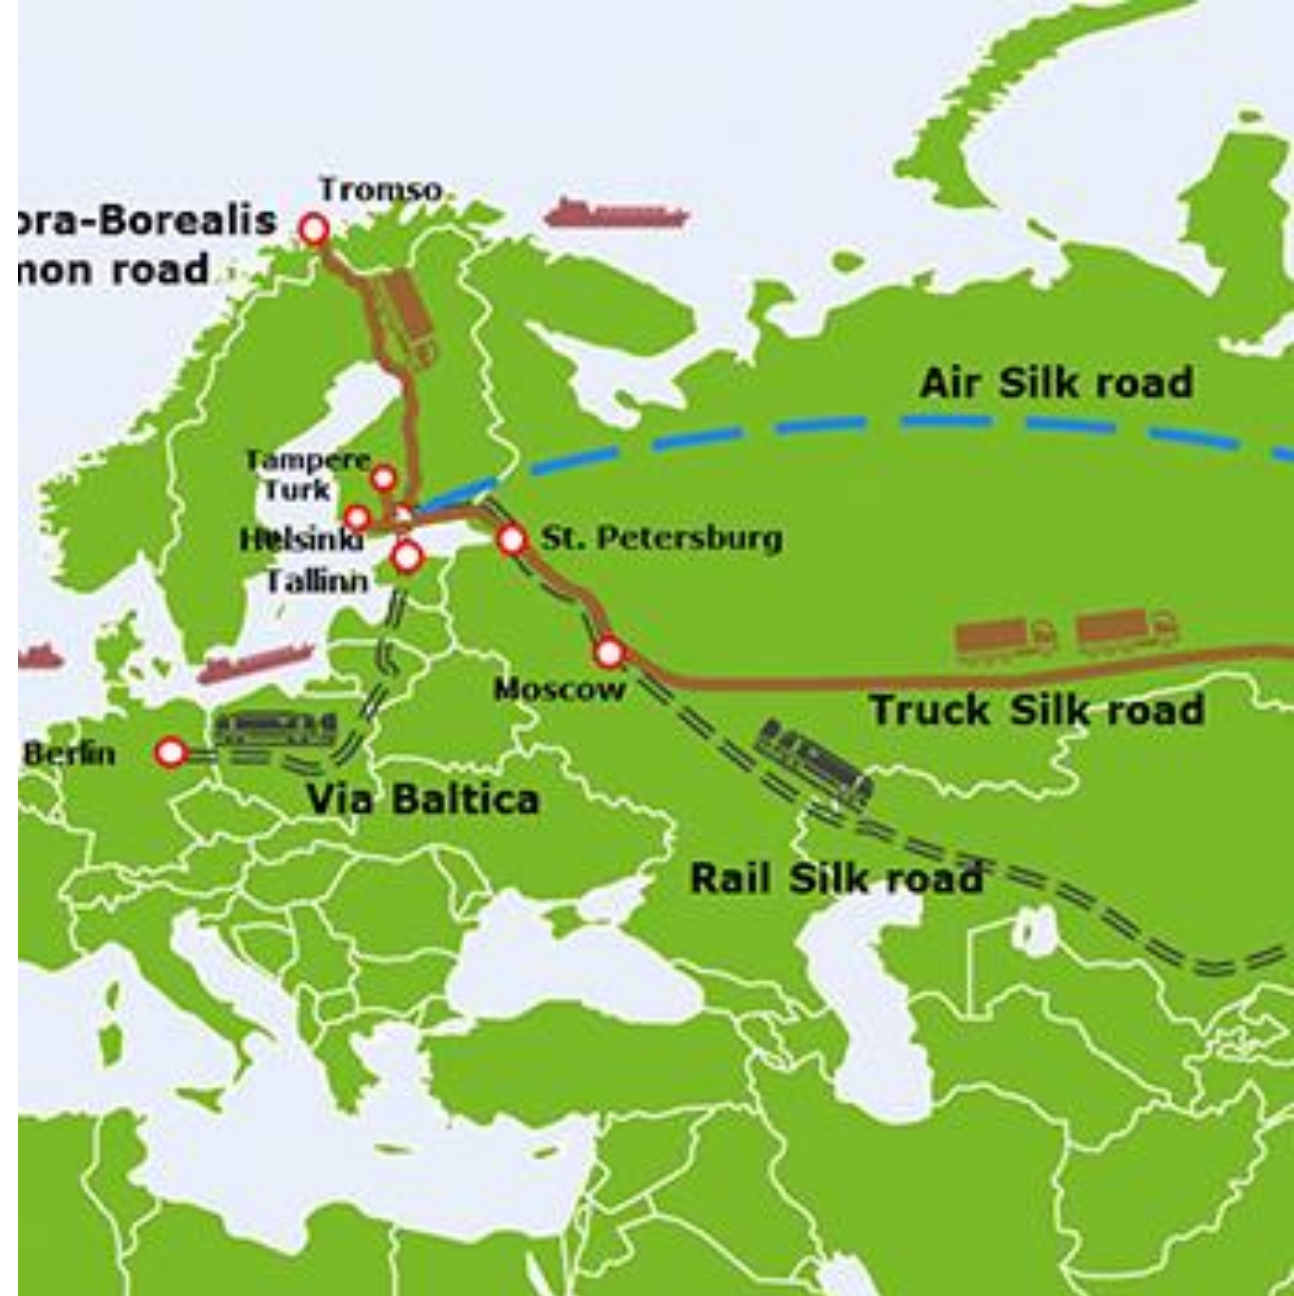 Tromso
ora-Borealis
mon road
Air Silk road
Tampere
Turk
Helsinki
St. Petersburg
Tallinn
Moscow
Truck Silk road
Berlin
Via Baltica
Rail Silk road